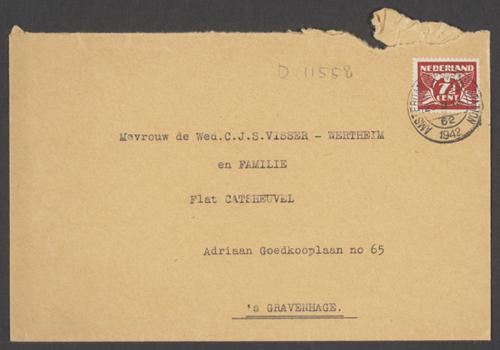 D. 11558
NEDERLAND
7½
CENT
62
1942
Mevrouw de Wed.C.J.S.VISSER - WERTHEIM
en FAMILIE
Flat CATSHEUVEL
Adriaan Goedkooplaan no 65
's GRAVENHAGE.